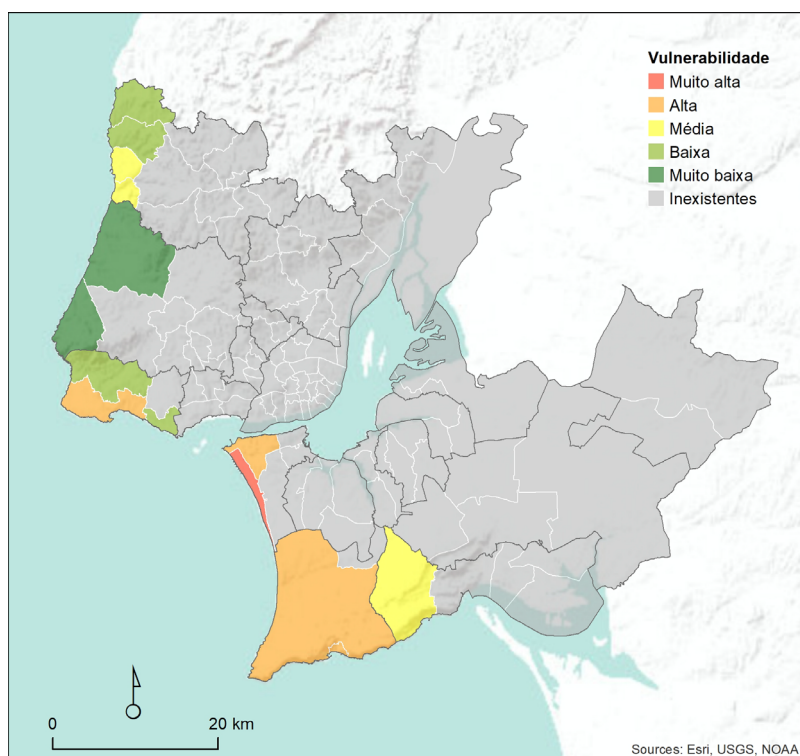 Vulnerabilidade
Muito alta
Alta
Média
Baixa
Muito baixa
Inexistentes
0 20 km
Sources: Esri, USGS, NOAA